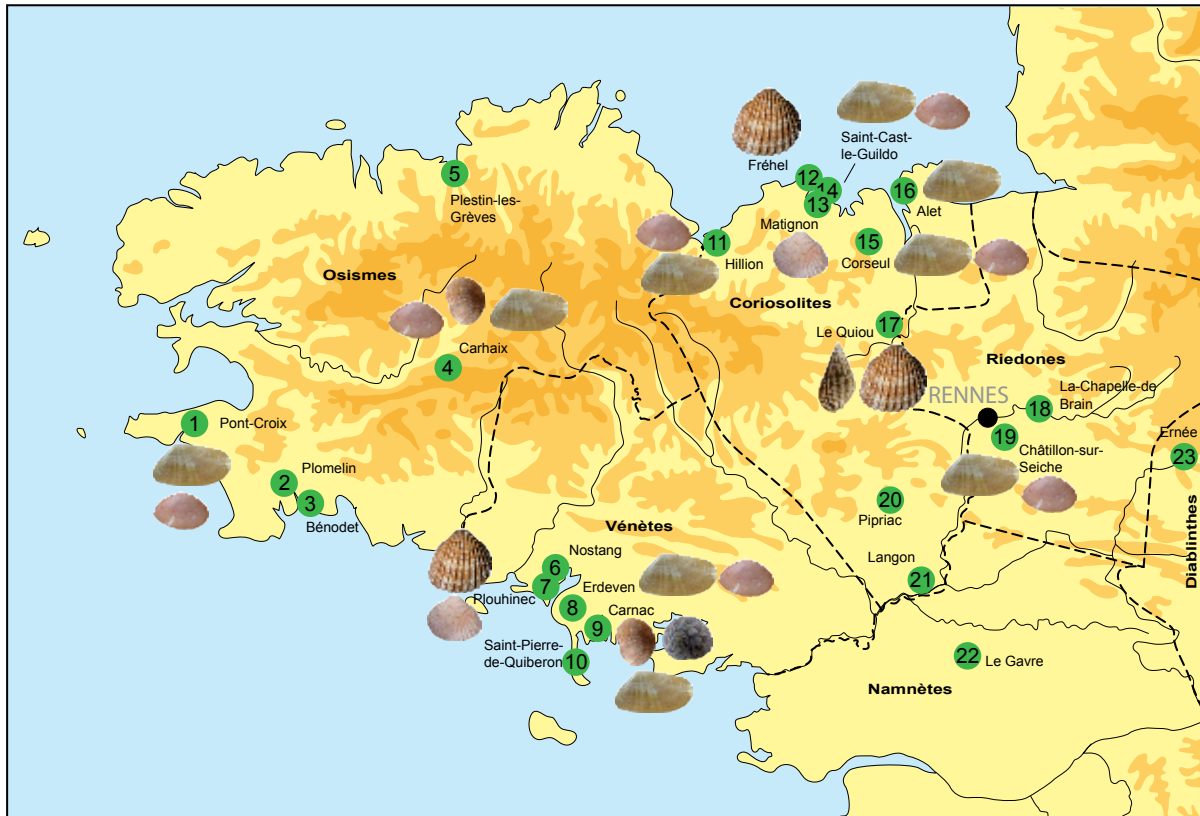 Saint-Cast-
le-Guildo
Fréhel
12
14
5
16
13
Alet
Plestin-les-
Grèves
Matignon
11
15
Hillion
Corseul
Osismes
Coriosolites
17
Le Quiou
Riedones
Carhaix
4
La-Chapelle-de
Brain
RENNES
18
1
Pont-Croix
19
Ernée
Châtillon-sur-
Seiche
23
2
Plomelin
3
Bénodet
20
Pipriac
Vénètes
Nostang
6
Langon
21
7
Erdeven
Plouhinec
8
Carnac
9
Saint-Pierre-
de-Quiberon
10
22
Le Gavre
Namnètes
Diablinthes